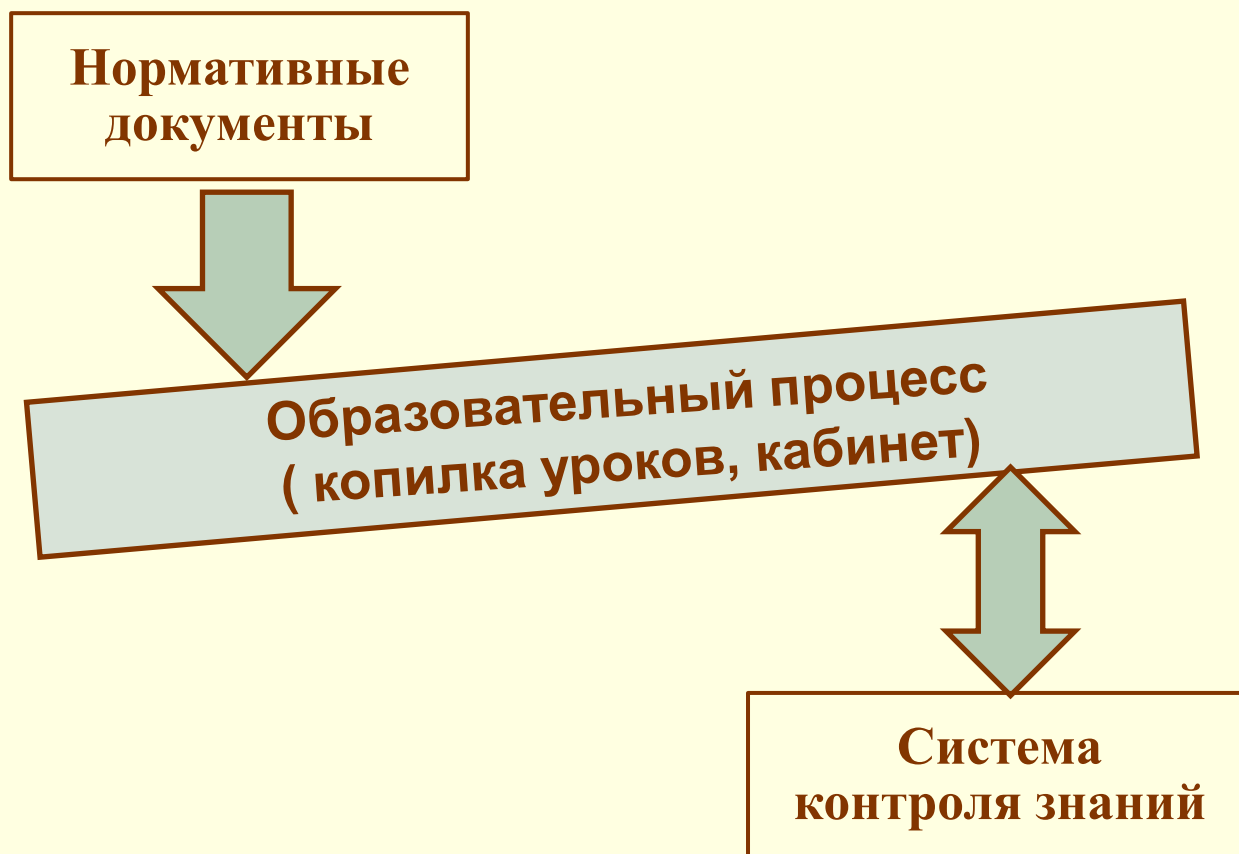 Нормативные
документы
Образовательный процесс
( копилка уроков, кабинет)
Система
контроля знаний